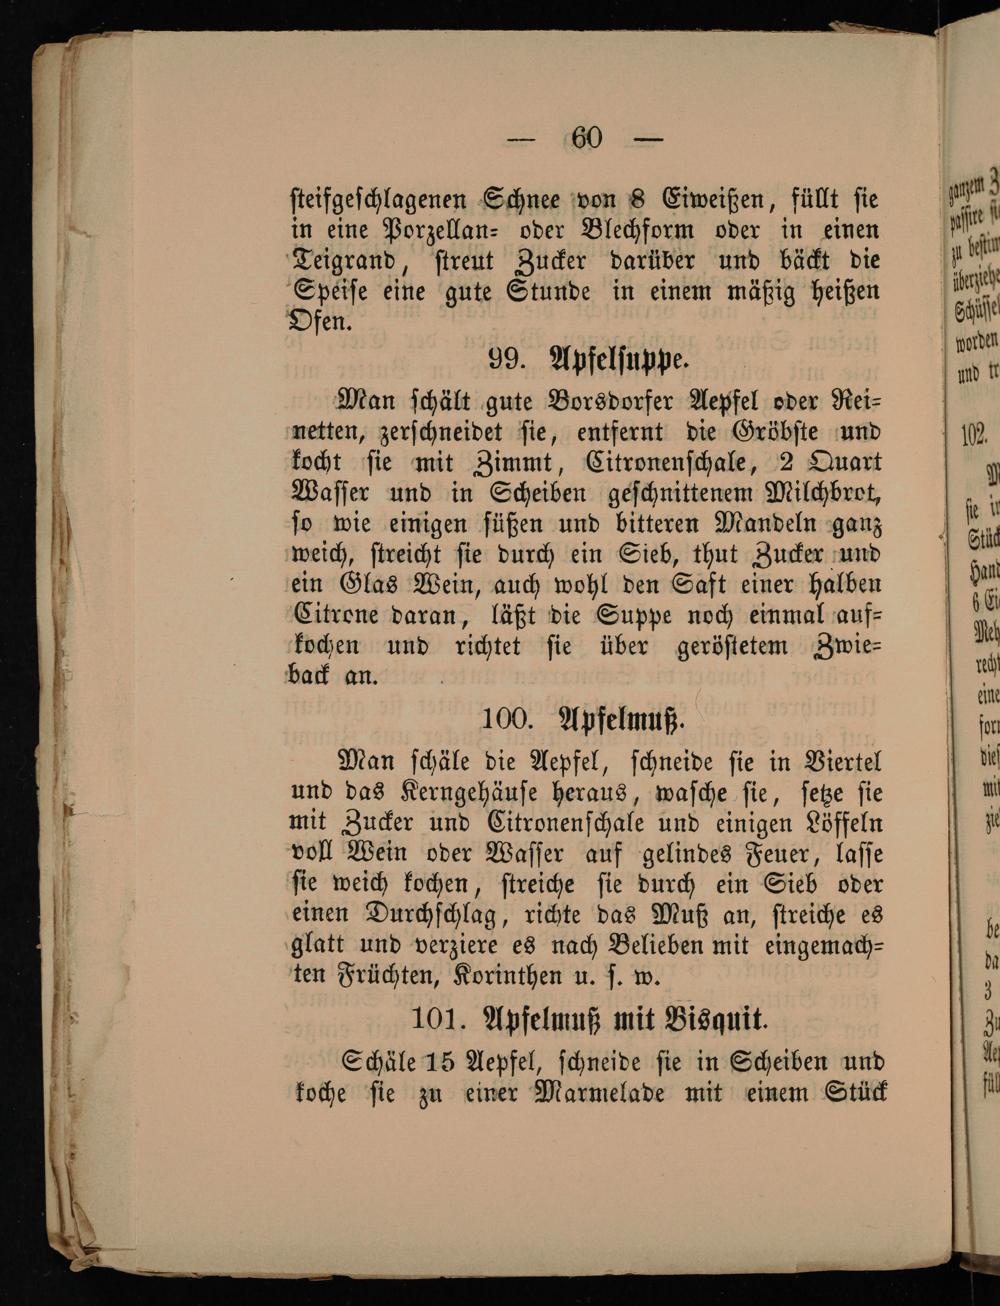 — 60 —
ſteifgeſchlagenen Schnee von 8 Eiweißen, füllt ſie
in eine Porzellan- oder Blechform oder in einen
Teigrand, ſtreut Zucker darüber und bäckt die
Speiſe eine gute Stunde in einem mäßig heißen
Ofen.
99. Apfelſuppe.
Man ſchält gute Borsdorfer Aepfel oder Rei-
netten, zerſchneidet ſie, entfernt die Gröbſte und
kocht ſie mit Zimmt, Citronenſchale, 2 Quart
Waſſer und in Scheiben geſchnittenem Milchbrot,
ſo wie einigen ſüßen und bitteren Mandeln ganz
weich, ſtreicht ſie durch ein Sieb, thut Zucker und
ein Glas Wein, auch wohl den Saft einer halben
Citrone daran, läßt die Suppe noch einmal auf-
kochen und richtet ſie über geröſtetem Zwie-
back an.
100. Apfelmuß.
Man ſchäle die Aepfel, ſchneide ſie in Viertel
und das Kerngehäuſe heraus, waſche ſie, ſetze ſie
mit Zucker und Citronenſchale und einigen Löffeln
voll Wein oder Waſſer auf gelindes Feuer, laſſe
ſie weich kochen, ſtreiche ſie durch ein Sieb oder
einen Durchſchlag, richte das Muß an, ſtreiche es
glatt und verziere es nach Belieben mit eingemach-
ten Früchten, Korinthen u. ſ. w.
101. Apfelmuß mit Bisquit.
Schäle 15 Aepfel, ſchneide ſie in Scheiben und
koche ſie zu einer Marmelade mit einem Stück
ganzem
paſſire
worden
und
102.
ſie
3